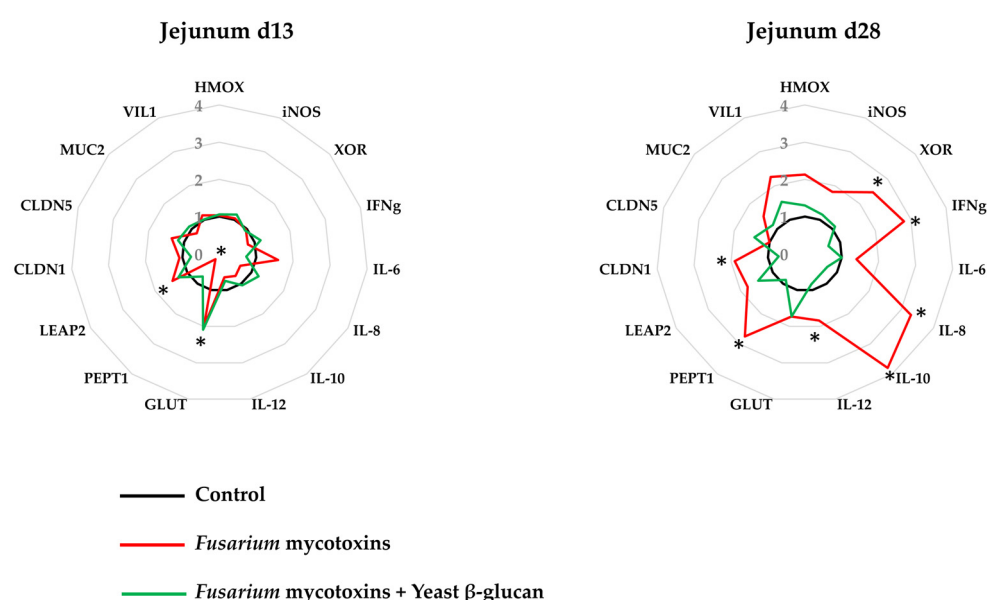 Jejunum d13
HMOX
iNOS
XOR
IFNg
IL-6
IL-8
IL-10
IL-12
GLUT
PEPT1
LEAP2
CLDN1
CLDN5
MUC2
VIL1
4
3
2
1
0
*
*
*
Jejunum d28
HMOX
iNOS
XOR
IFNg
IL-6
IL-8
IL-10
IL-12
GLUT
PEPT1
LEAP2
CLDN1
CLDN5
MUC2
VIL1
4
3
2
1
0
*
*
*
*
*
*
*
Control
Fusarium mycotoxins
Fusarium mycotoxins + Yeast β-glucan